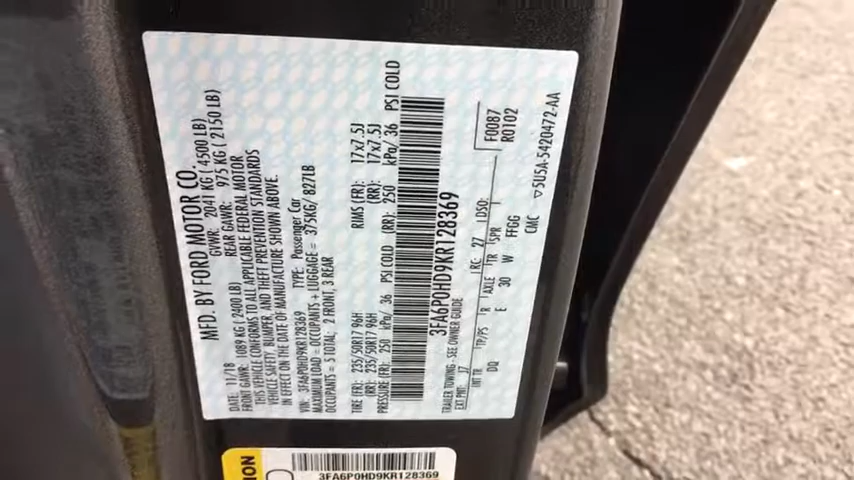 MFD. BY FORD MOTOR CO.
GVWR: 2041 KG (4500 LB)
11/18
FRONT GAWR: 1089 KG (2400 LB) REAR GAWR: 975 KG (2150 LB)
THIS VEHICLE CONFORMS TO ALL APPLICABLE FEDERAL MOTOR
VEHICLE SAFETY, BUMPER, AND THEFT PREVENTION STANDARDS
IN EFFECT ON THE DATE OF MANUFACTURE SHOWN ABOVE.
VIN: 3FA6P0HD9KR128369 TYPE: Passenger Car
MAXIMUM LOAD = OCCUPANTS + LUGGAGE = 375KG/ 827LB
OCCUPANTS = 5 TOTAL; 2 FRONT, 3 REAR
TIRE (FR): 235/50R17 96H RIMS (FR): 17x7.5J
(RR): 235/50R17 96H (RR): 17x7.5J
PRESSURE (FR): 250 kPa/ 36 PSI COLD (RR): 250 kPa/ 36 PSI COLD
3FA6P0HD9KR128369
TRAILER TOWING - SEE OWNER GUIDE
F0087
R0102
EXT PNT: J7 RC: 27 DSO:
INT TR TP/PS R AXLE TR SPR
DQ E 30 W FFGG
CMC ▽5U5A-5420472-AA
ION
3FA6P0HD9KR128369